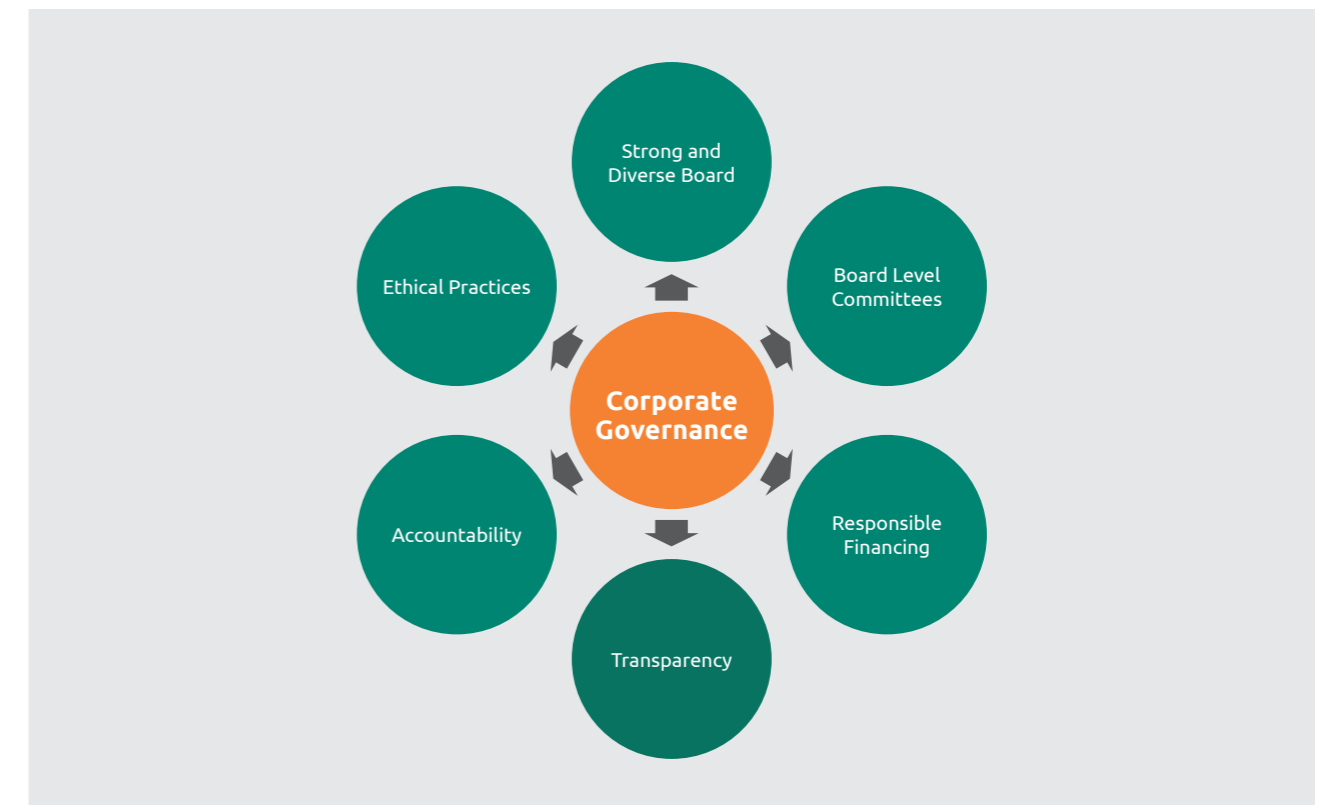 Strong and
Diverse Board
Ethical Practices
Board Level
Committees
Corporate
Governance
Accountability
Responsible
Financing
Transparency